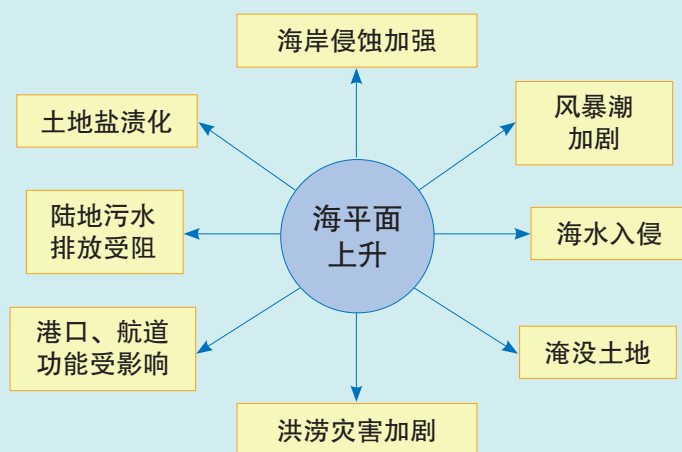 海岸侵蚀加强
风暴潮
加剧
土地盐渍化
海平面
上升
陆地污水
排放受阻
海水入侵
港口、航道
功能受影响
淹没土地
洪涝灾害加剧